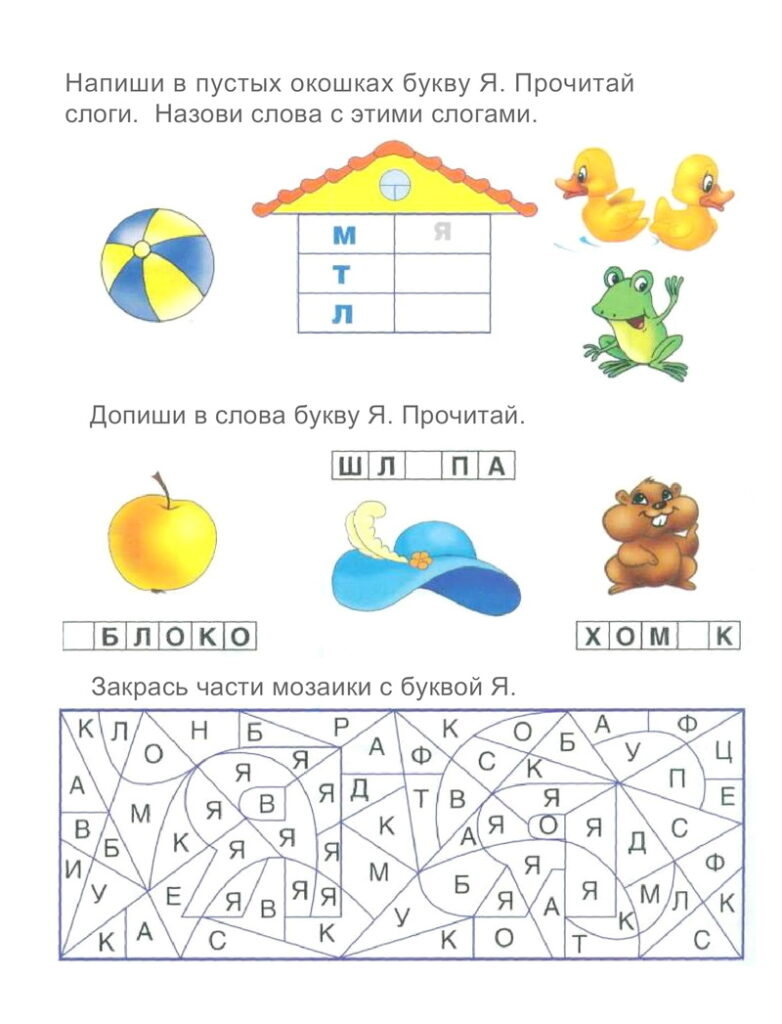 Напиши в пустых окошках букву Я. Прочитай
слоги. Назови слова с этими слогами.
М Я
Т
Л
Допиши в слова букву Я. Прочитай.
ШЛ ПА
БЛОКО
ХОМ К
Закрась части мозаики с буквой Я.
К Л Н Б Р К О Б А Ф
О Я Я А Ф С К У П Ц
А М Я В Я Д Т В Я Е
В Б К Я Я Я К А Я О Я Д С
И У Е Я В Я Я М Б Я Я А Я М Л Ф К
К А С К У К О Т К С